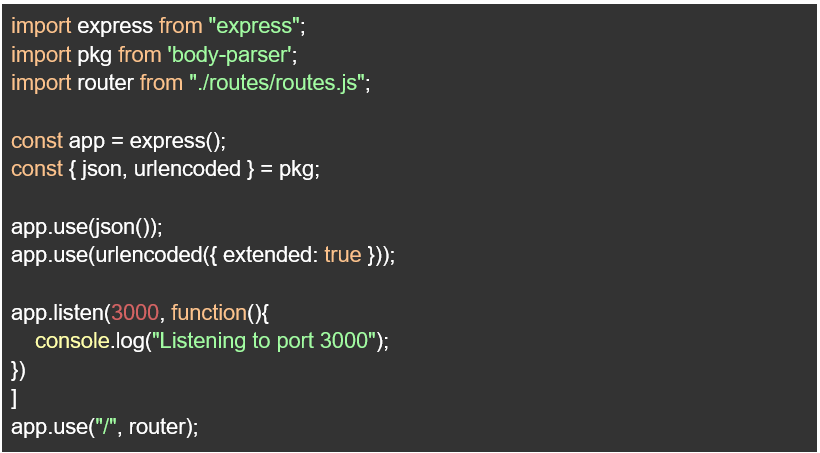 import express from "express";
import pkg from 'body-parser';
import router from "./routes/routes.js";
const app = express();
const { json, urlencoded } = pkg;
app.use(json());
app.use(urlencoded({ extended: true }));
app.listen(3000, function(){
console.log("Listening to port 3000");
})
]
app.use("/", router);